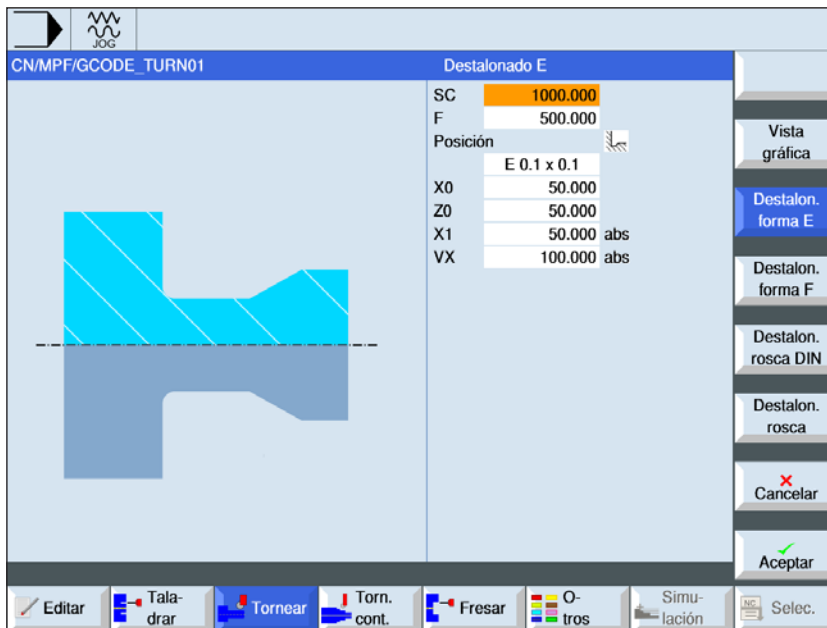 JOG
CN/MPF/GCODE_TURN01
Destalonado E
SC 1000.000
F 500.000
Posición
E 0.1 x 0.1
X0 50.000
Z0 50.000
X1 50.000 abs
VX 100.000 abs
Vista
gráfica
Destalon.
forma E
Destalon.
forma F
Destalon.
rosca DIN
Destalon.
rosca
Cancelar
Aceptar
Editar
Tala-
drar
Tornear
Torn.
cont.
Fresar
O-
tros
Simu-
lación
NC
Selec.